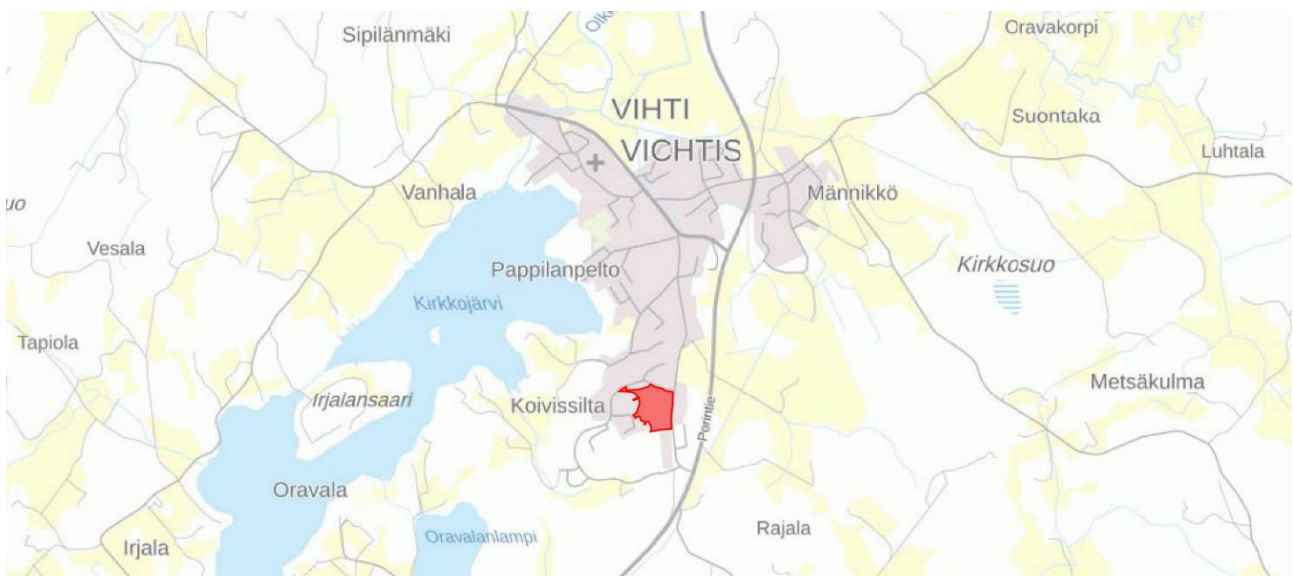 Sipilänmäki
Olk
Oravakorpi
VIHTI
VICHTIS
Suontaka
Luhtala
Vanhala
Männikkö
uo
Vesala
Pappilanpelto
Kirkkosuo
Kirkkojärvi
Tapiola
Metsäkulma
Irjalansaari
Koivissilta
Porintie
Oravala
Oravalanlampi
Rajala
Irjala